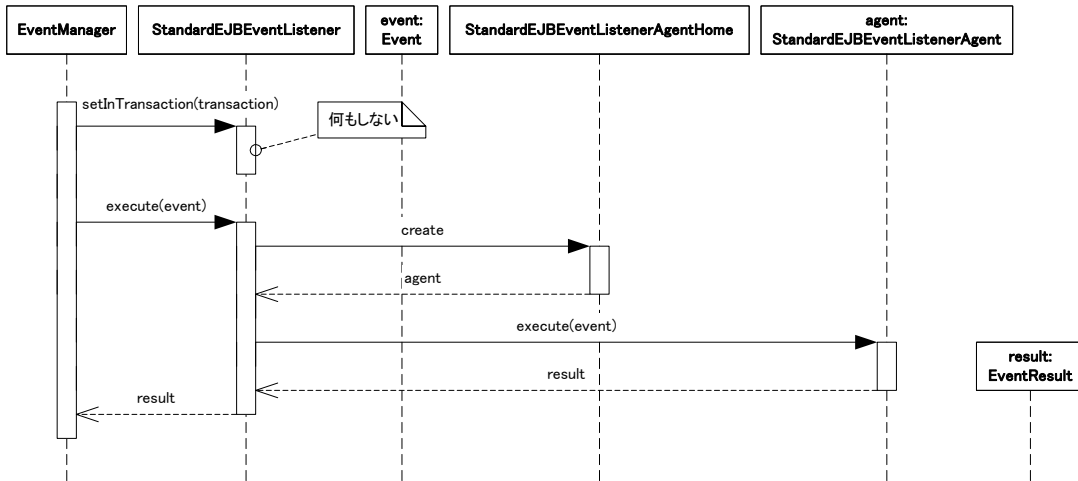 EventManager
StandardEJBEventListener
event:
Event
StandardEJBEventListenerAgentHome
agent:
StandardEJBEventListenerAgent
setInTransaction(transaction)
何もしない
execute(event)
create
agent
execute(event)
result:
EventResult
result
result